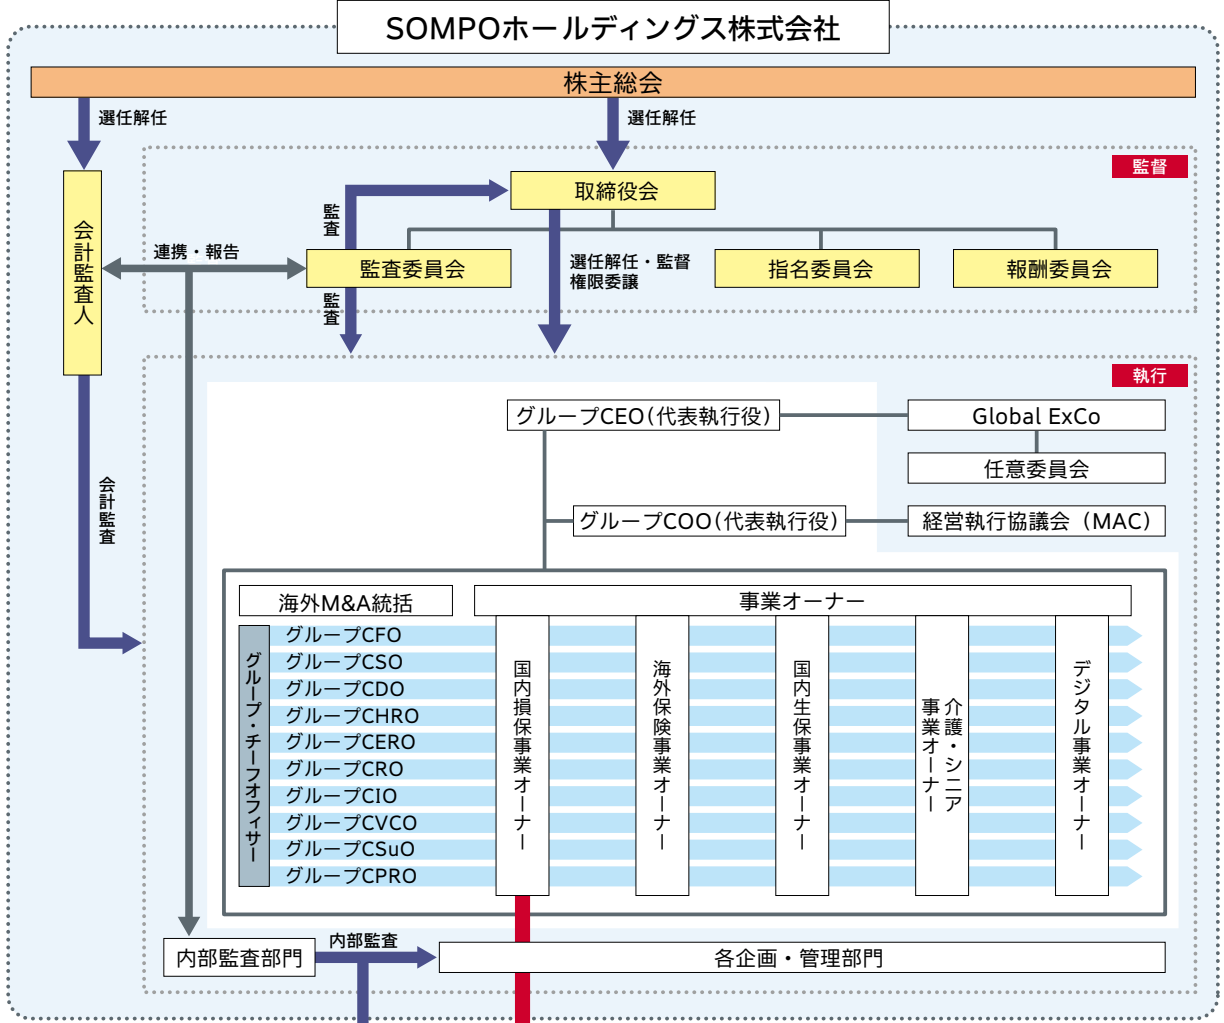 SOMPOホールディングス株式会社
株主総会
選任解任
選任解任
監督
取締役会
会計監査人
監査
連携・報告
監査委員会
選任解任・監督
権限委譲
指名委員会
報酬委員会
監査
執行
グループCEO(代表執行役)
Global ExCo
任意委員会
会計監査
グループCOO(代表執行役)
経営執行協議会（MAC）
海外M&A統括
事業オーナー
グループ・チーフオフィサー
グループCFO
グループCSO
グループCDO
グループCHRO
グループCERO
グループCRO
グループCIO
グループCVCO
グループCSuO
グループCPRO
国内損保事業オーナー
海外保険事業オーナー
国内生保事業オーナー
介護・シニア
事業オーナー
デジタル事業オーナー
内部監査部門
内部監査
各企画・管理部門